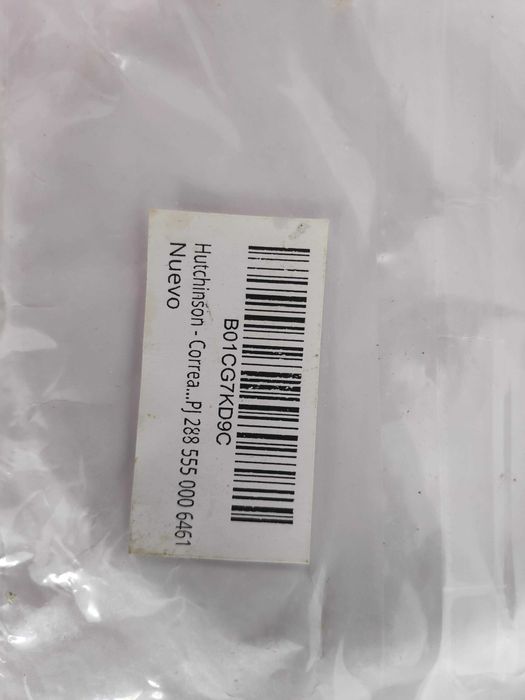 B01CG7KD9C
Hutchinson - Correa...PJ 288 555 000 6461
Nuevo